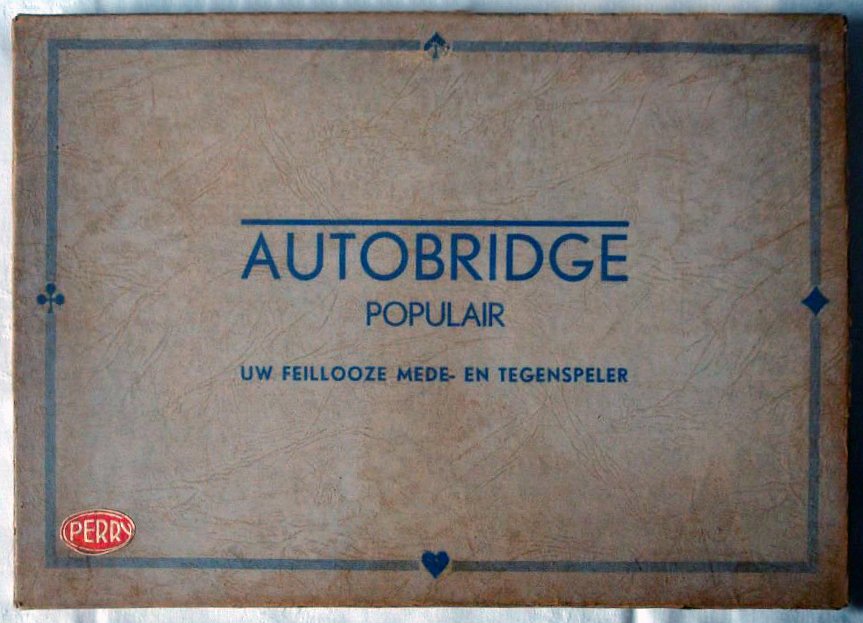 AUTOBRIDGE
POPULAIR
UW FEILLOOZE MEDE- EN TEGENSPELER
PERRY